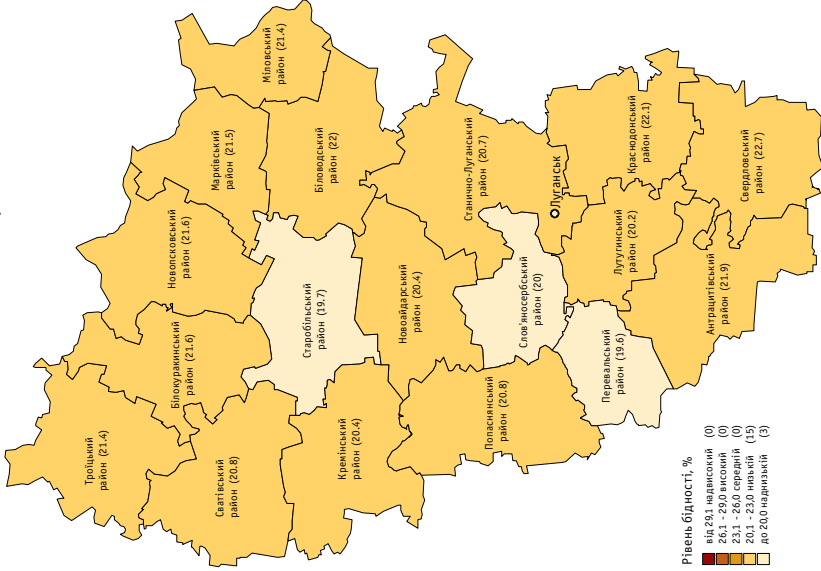 Міловський
район (21.4)
Марківський
район (21.5)
Біловодський
район (22)
Новопсковський
район (21.6)
Білокуракинський
район (21.6)
Троїцький
район (21.4)
Сватівський
район (20.8)
Старобільський
район (19.7)
Кремінський
район (20.4)
Новоайдарський
район (20.4)
Станично-Луганський
район (20.7)
Попаснянський
район (20.8)
Слов'яносербський
район (20)
Луганськ
Краснодонський
район (22.1)
Лутугинський
район (20.2)
Перевальський
район (19.6)
Антрацитівський
район (21.9)
Свердловський
район (22.7)
Рівень бідності, %
від 29,1 надвисокий (0)
26,1 - 29,0 високий (0)
23,1 - 26,0 середній (0)
20,1 - 23,0 низькій (15)
до 20,0 наднизькій (3)